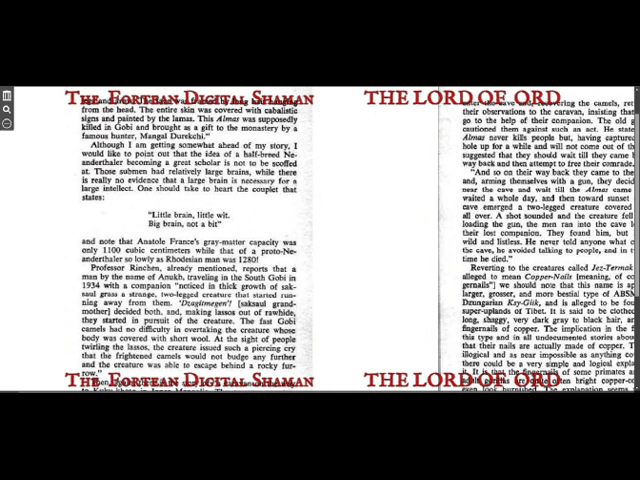 THE FORTEAN DIGITAL SHAMAN
from the head. The entire skin was covered with cabalistic
signs and painted by the lamas. This Almas was supposedly
killed in Gobi and brought as a gift to the monastery by a
famous hunter, Mangal Durekchi."
Although I am getting somewhat ahead of my story, I
would like to point out that the idea of a half-breed Ne-
anderthaler becoming a great scholar is not to be scoffed
at. Those submen had relatively large brains, while there
is really no evidence that a large brain is necessary for a
large intellect. One should take to heart the couplet that
states:
"Little brain, little wit.
Big brain, not a bit"
and note that Anatole France's gray-matter capacity was
only 1100 cubic centimeters while that of a proto-Ne-
anderthaler so lowly as Rhodesian man was 1280!
Professor Rinchen, already mentioned, reports that a
man by the name of Anukh, traveling in the South Gobi in
1934 with a companion "noticed in thick growth of sak-
saul grass a strange, two-legged creature that started run-
ning away from them. 'Dzagimegen'! [saksaul grand-
mother] decided both, and, making lassos out of rawhide,
they started in pursuit of the creature. The fast Gobi
camels had no difficulty in overtaking the creature whose
body was covered with short wool. At the sight of people
twirling the lassos, the creature issued such a piercing cry
that the frightened camels would not budge any further
and the creature was able to escape behind a rocky fur-
row."
THE FORTEAN DIGITAL SHAMAN
THE LORD OF ORD
after the cave and, recovering the camels, ret
their observations to the caravan, insisting that
go to the help of their companion. The old g
cautioned them against such an act. He state
Almas never kills people but, having captured
hole up for a while and will not come out of th
suggested that they should wait till they came
way back and then attempt to free their comrade.
"And so on their way back they came to the
and, arming themselves with a gun, they decid
near the cave and wait till the Almas came
waited a whole day, and then toward sunset
cave emerged a two-legged creature covered
all over. A shot sounded and the creature fel
loading the gun, the men ran into the cave
their lost companion. They found him, but
wild and listless. He never told anyone what
the cave, he avoided talking to people, and in t
time he died."
Reverting to the creatures called Jez-Termak
alleged to mean Copper-Nails [meaning, of co
gernails"] we should note that this name is ap
larger, grosser, and more bestial type of ABSM
Dzungarian Ksy-Giik, and is alleged to be fou
super-uplands of Tibet. It is said to be clothed
long, shaggy, very dark gray to black hair, an
fingernails of copper. The implication in the f
this type and in all undocumented stories about
that their nails are actually made of copper. T
illogical and as near impossible as anything co
there could be a very simple and logical expla
it. It is that the fingernails of some primates a
THE LORD OF ORD